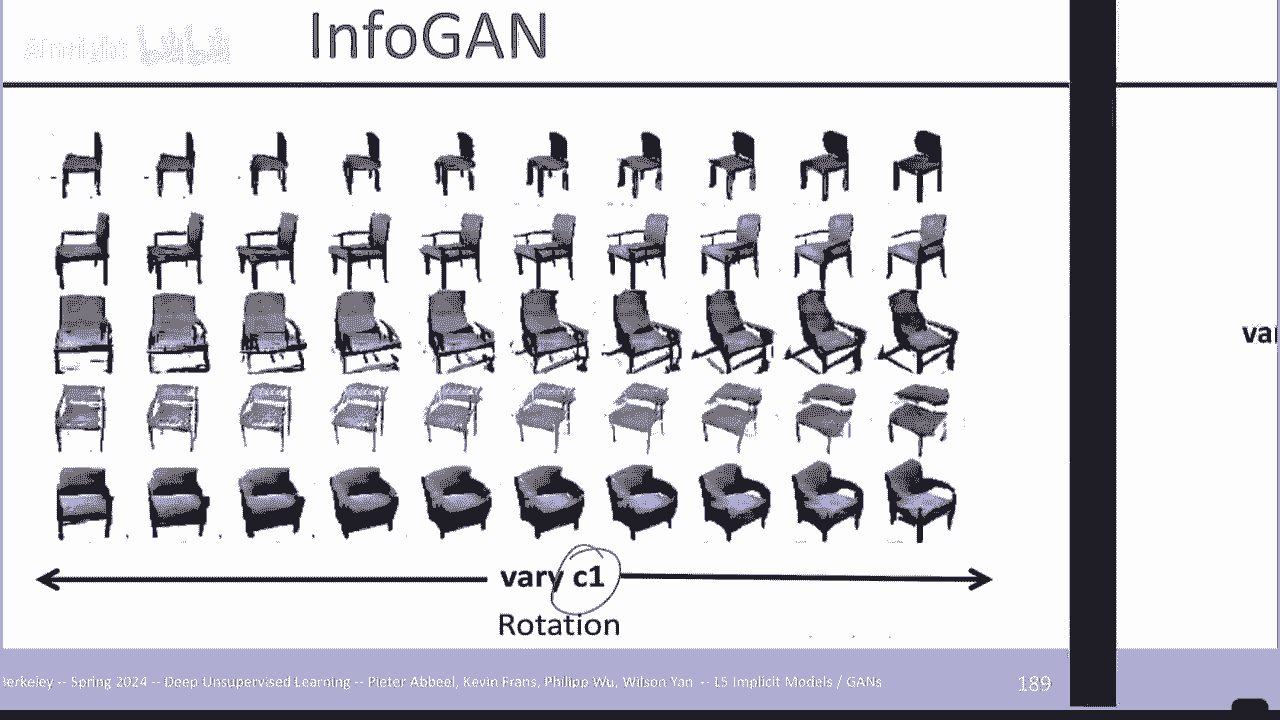 InfoGAN
vary c1
Rotation
Berkeley -- Spring 2024 -- Deep Unsupervised Learning -- Pieter Abbeel, Kevin Frans, Philipp Wu, Wilson Yan -- L5 Implicit Models / GANs
189